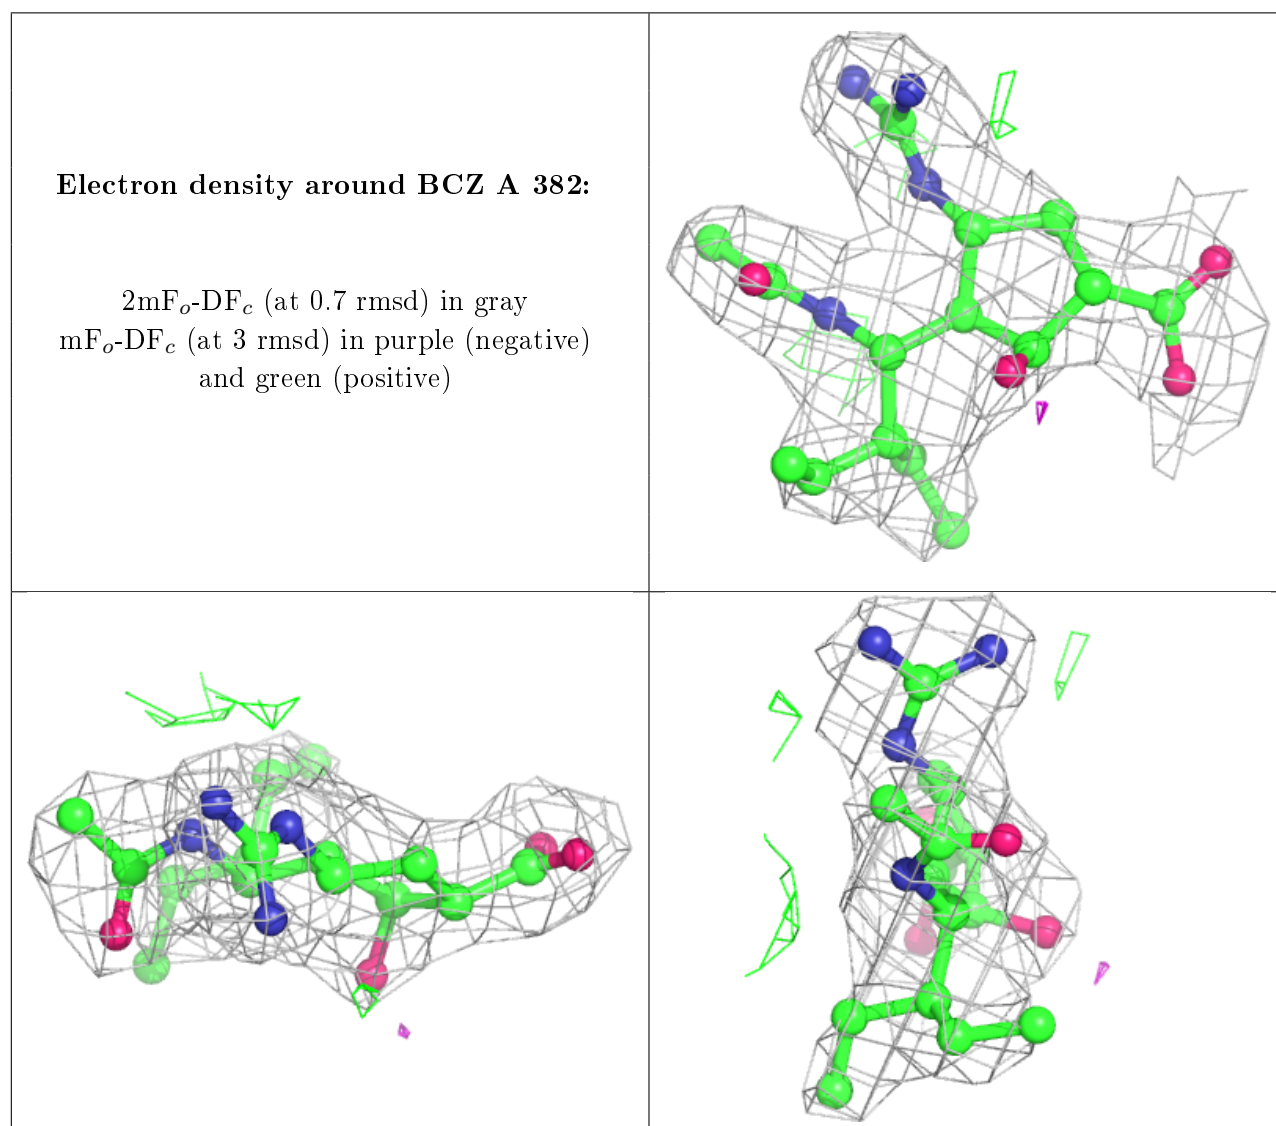 Electron density around BCZ A 382:
2mFₒ-DF𝒸 (at 0.7 rmsd) in gray
mFₒ-DF𝒸 (at 3 rmsd) in purple (negative)
and green (positive)